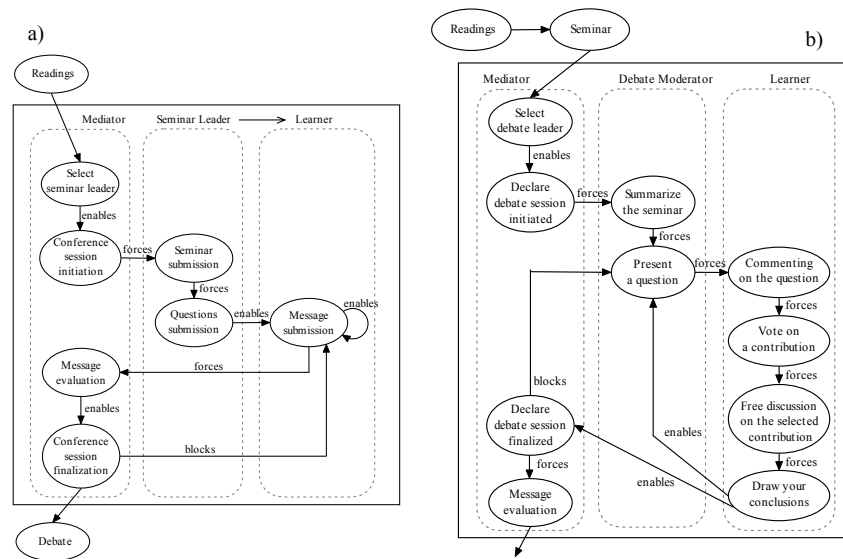 a)
Readings
Mediator
Seminar Leader
Learner
Select
seminar leader
enables
Conference
session
initiation
forces
Seminar
submission
forces
Questions
submission
enables
Message
submission
enables
forces
Message
evaluation
enables
Conference
session
finalization
blocks
Debate
b)
Readings
Seminar
Mediator
Debate Moderator
Learner
Select
debate leader
enables
Declare
debate session
initiated
forces
Summarize
the seminar
forces
Present
a question
forces
Commenting
on the question
forces
Vote on
a contribution
forces
Free discussion
on the selected
contribution
forces
Draw your
conclusions
enables
enables
blocks
Declare
debate session
finalized
forces
Message
evaluation